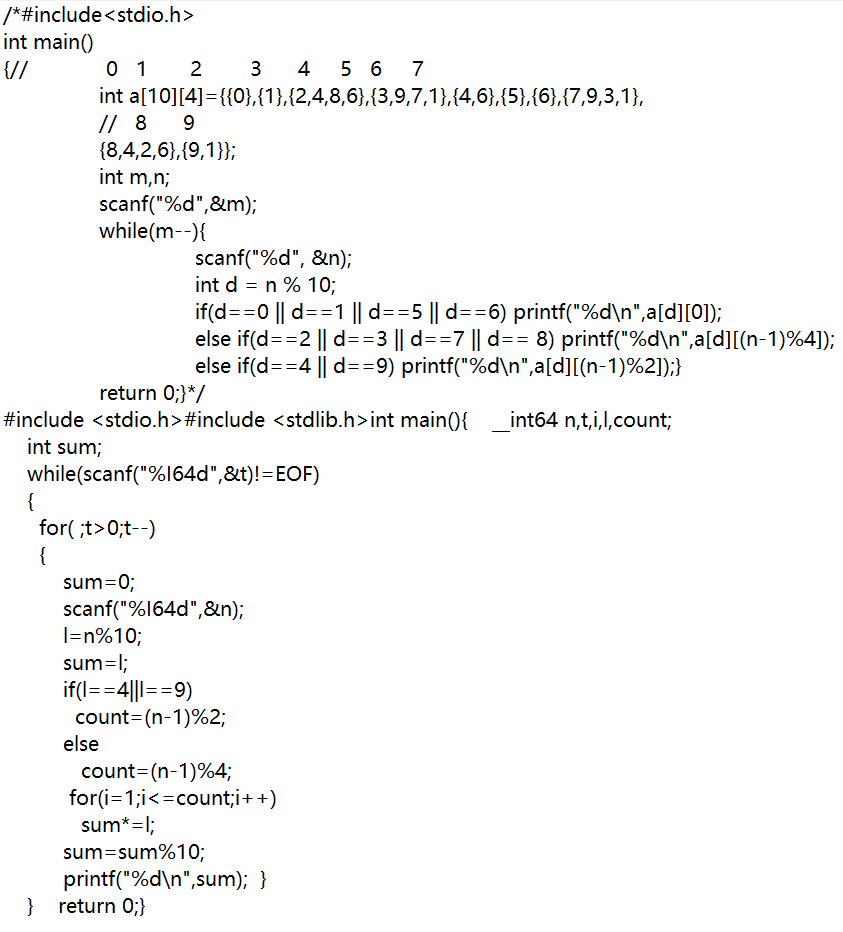 /*#include<stdio.h>
int main()
{//              0   1       2        3      4     5   6     7
               int a[10][4]={{0},{1},{2,4,8,6},{3,9,7,1},{4,6},{5},{6},{7,9,3,1},
               //   8      9
               {8,4,2,6},{9,1}};
               int m,n;
               scanf("%d",&m);
               while(m--){
                              scanf("%d", &n);
                              int d = n % 10;
                              if(d==0 || d==1 || d==5 || d==6) printf("%d\n",a[d][0]);
                              else if(d==2 || d==3 || d==7 || d== 8) printf("%d\n",a[d][(n-1)%4]);
                              else if(d==4 || d==9) printf("%d\n",a[d][(n-1)%2]);}
               return 0;}*/
#include <stdio.h>#include <stdlib.h>int main(){    __int64 n,t,i,l,count;
    int sum;
    while(scanf("%I64d",&t)!=EOF)
    {
      for( ;t>0;t--)
      {
          sum=0;
          scanf("%I64d",&n);
          l=n%10;
          sum=l;
          if(l==4||l==9)
            count=(n-1)%2;
          else
             count=(n-1)%4;
           for(i=1;i<=count;i++)
             sum*=l;
          sum=sum%10;
          printf("%d\n",sum);  }
    }    return 0;}